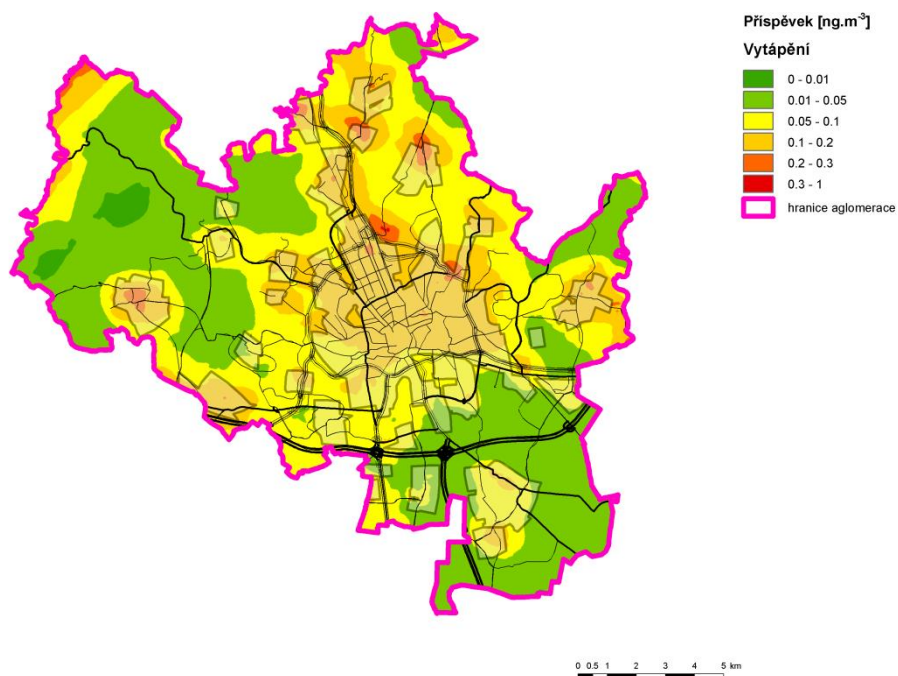 Příspěvek [ng.m-3]
Vytápění
0 - 0.01
0.01 - 0.05
0.05 - 0.1
0.1 - 0.2
0.2 - 0.3
0.3 - 1
hranice aglomerace
0 0.5 1 2 3 4 5 km